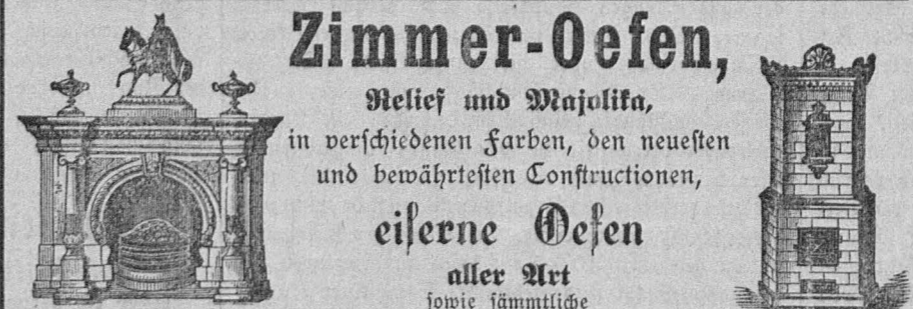 Zimmer-Oefen,
Relief und Majolika,
in verschiedenen Farben, den neuesten
und bewährtesten Constructionen,
eiserne Oefen
aller Art
sowie sämmtliche